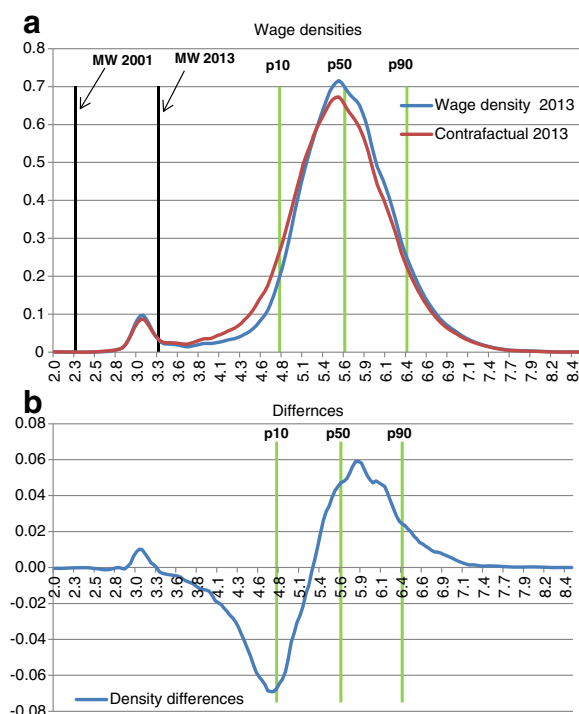 a
Wage densities
0.8
0.7
0.6
0.5
0.4
0.3
0.2
0.1
0
MW 2001
MW 2013
p10
p50
p90
Wage density 2013
Contrafactual 2013
2.0 2.3 2.5 2.8 3.0 3.3 3.6 3.8 4.1 4.3 4.6 4.8 5.1 5.4 5.6 5.9 6.1 6.4 6.6 6.9 7.1 7.4 7.7 7.9 8.2 8.4
b
Differnces
0.08
0.06
0.04
0.02
0.00
-0.02
-0.04
-0.06
-0.08
p10
p50
p90
2.0 2.3 2.5 2.8 3.0 3.3 3.6 3.8 4.1 4.3 4.6 4.8 5.1 5.4 5.6 5.9 6.1 6.4 6.6 6.9 7.1 7.4 7.7 7.9 8.2 8.4
Density differences